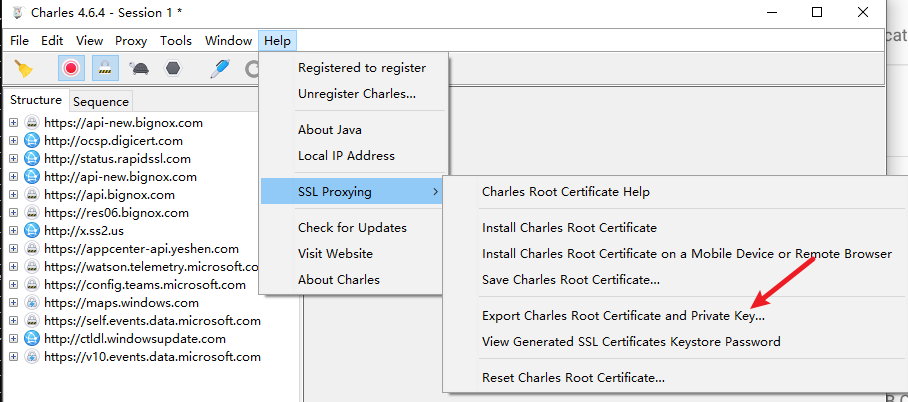 Charles 4.6.4 - Session 1 *
File Edit View Proxy Tools Window Help
Registered to register
Unregister Charles...
About Java
Local IP Address
SSL Proxying
Check for Updates
Visit Website
About Charles
Charles Root Certificate Help
Install Charles Root Certificate
Install Charles Root Certificate on a Mobile Device or Remote Browser
Save Charles Root Certificate...
Export Charles Root Certificate and Private Key...
View Generated SSL Certificates Keystore Password
Reset Charles Root Certificate...
Structure Sequence
https://api-new.bignox.com
http://ocsp.digicert.com
http://status.rapidssl.com
http://api-new.bignox.com
https://api.bignox.com
https://res06.bignox.com
http://x.ss2.us
https://appcenter-api.yeshen.com
https://watson.telemetry.microsoft.com
https://config.teams.microsoft.com
https://maps.windows.com
https://self.events.data.microsoft.com
http://ctldl.windowsupdate.com
https://v10.events.data.microsoft.com
cat